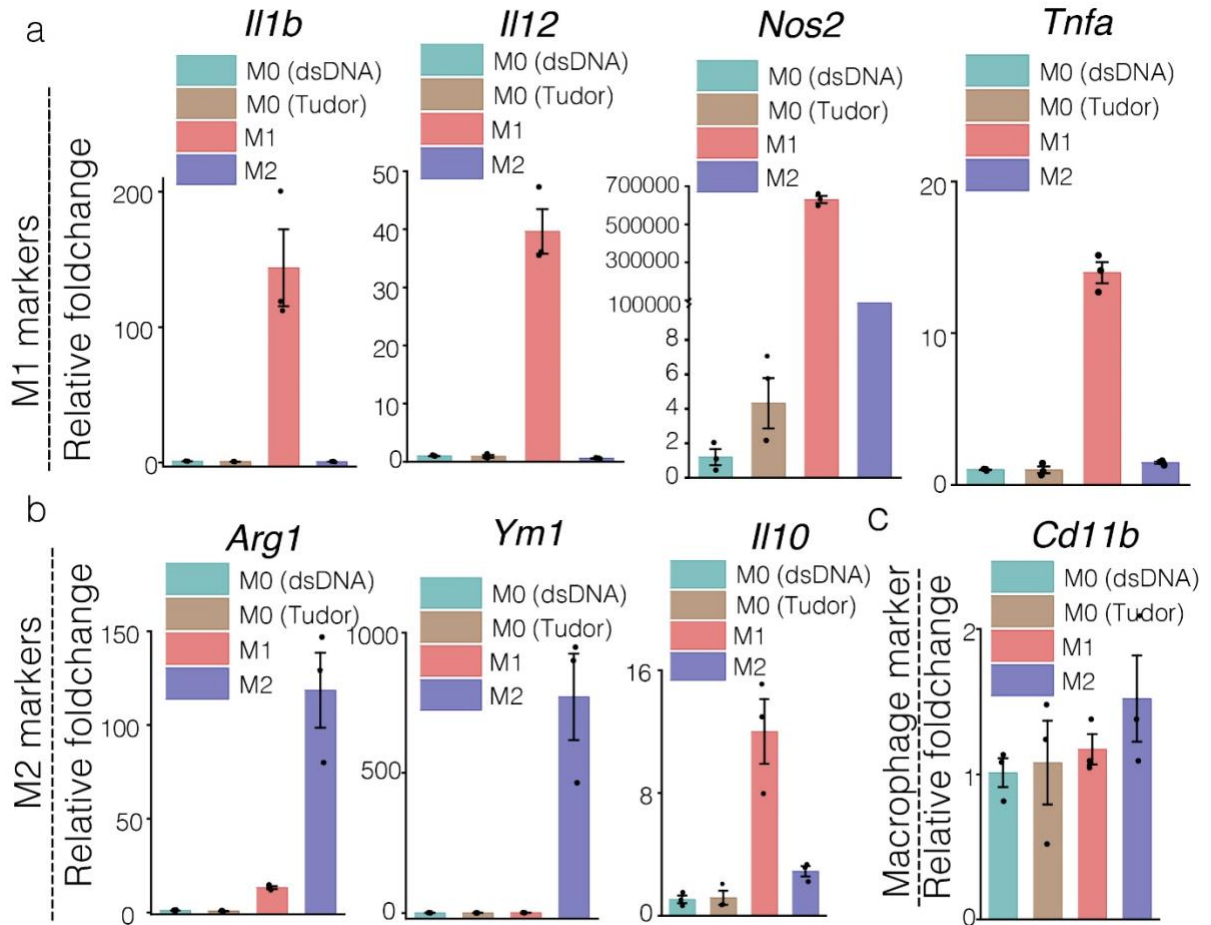 a
Il1b
M0 (dsDNA)
M0 (Tudor)
M1
M2
M1 markers
Relative foldchange
200
100
0
Il12
M0 (dsDNA)
M0 (Tudor)
M1
M2
50
40
30
20
10
0
Nos2
M0 (dsDNA)
M0 (Tudor)
M1
M2
700000
500000
300000
100000
8
6
4
2
0
Tnfa
M0 (dsDNA)
M0 (Tudor)
M1
M2
20
10
0
b
Arg1
M0 (dsDNA)
M0 (Tudor)
M1
M2
M2 markers
Relative foldchange
150
100
50
0
Ym1
M0 (dsDNA)
M0 (Tudor)
M1
M2
1000
500
0
Il10
M0 (dsDNA)
M0 (Tudor)
M1
M2
16
8
0
c
Cd11b
M0 (dsDNA)
M0 (Tudor)
M1
M2
Macrophage marker
Relative foldchange
2
1
0